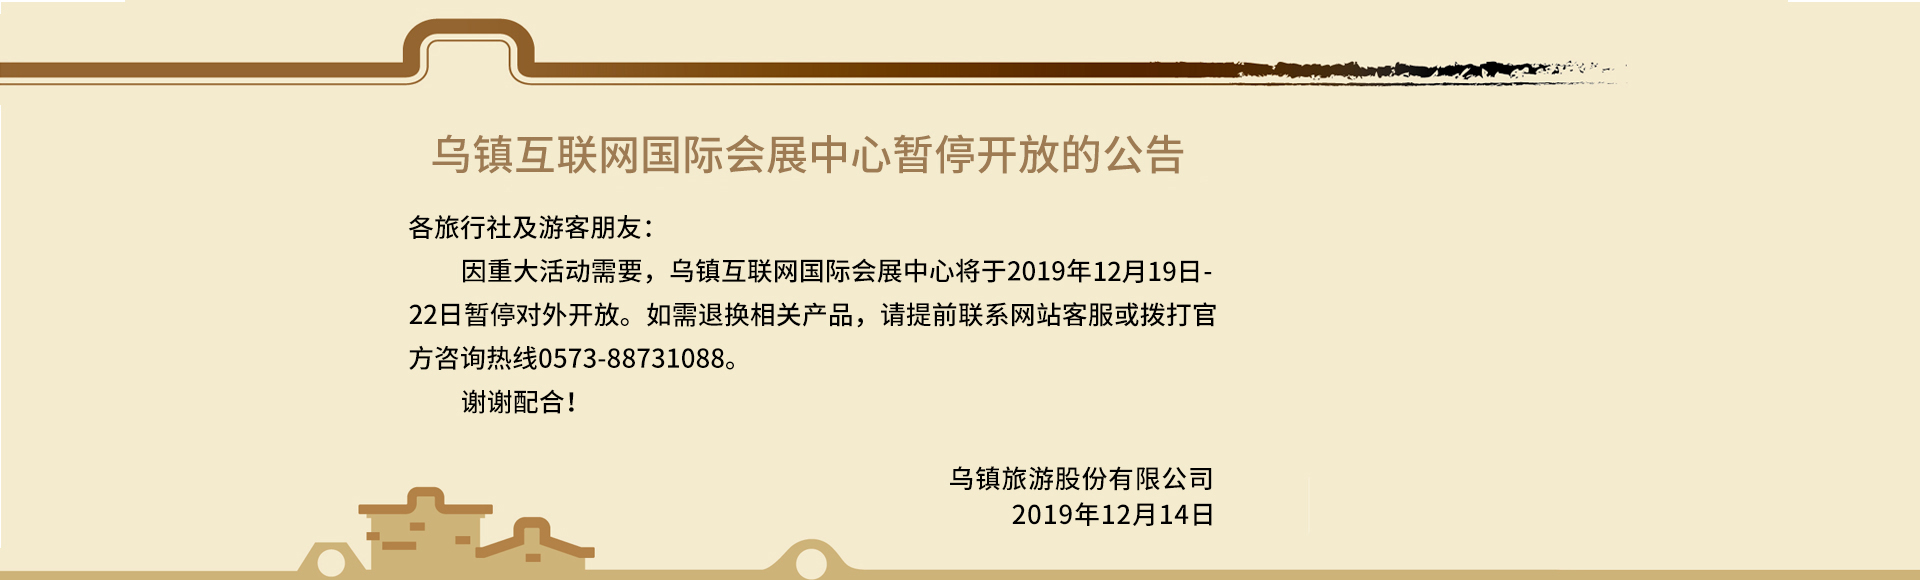 乌镇互联网国际会展中心暂停开放的公告
各旅行社及游客朋友：
因重大活动需要，乌镇互联网国际会展中心将于2019年12月19日-
22日暂停对外开放。如需退换相关产品，请提前联系网站客服或拨打官
方咨询热线0573-88731088。
谢谢配合！
乌镇旅游股份有限公司
2019年12月14日